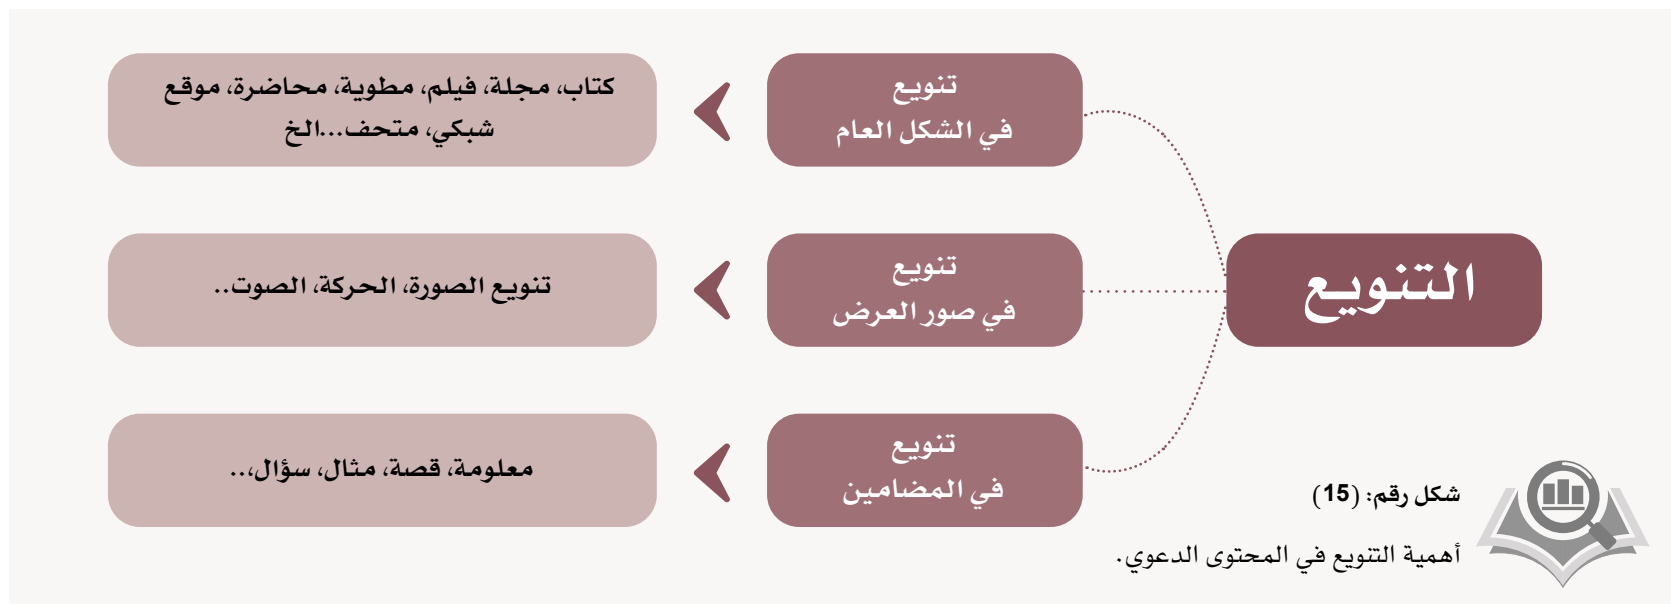 التنويع
تنويع
في الشكل العام
كتاب، مجلة، فيلم، مطوية، محاضرة، موقع
شبكي، متحف...الخ
تنويع
في صور العرض
تنويع الصورة، الحركة، الصوت..
تنويع
في المضامين
معلومة، قصة، مثال، سؤال،..
شكل رقم: (15)
أهمية التنويع في المحتوى الدعوي.